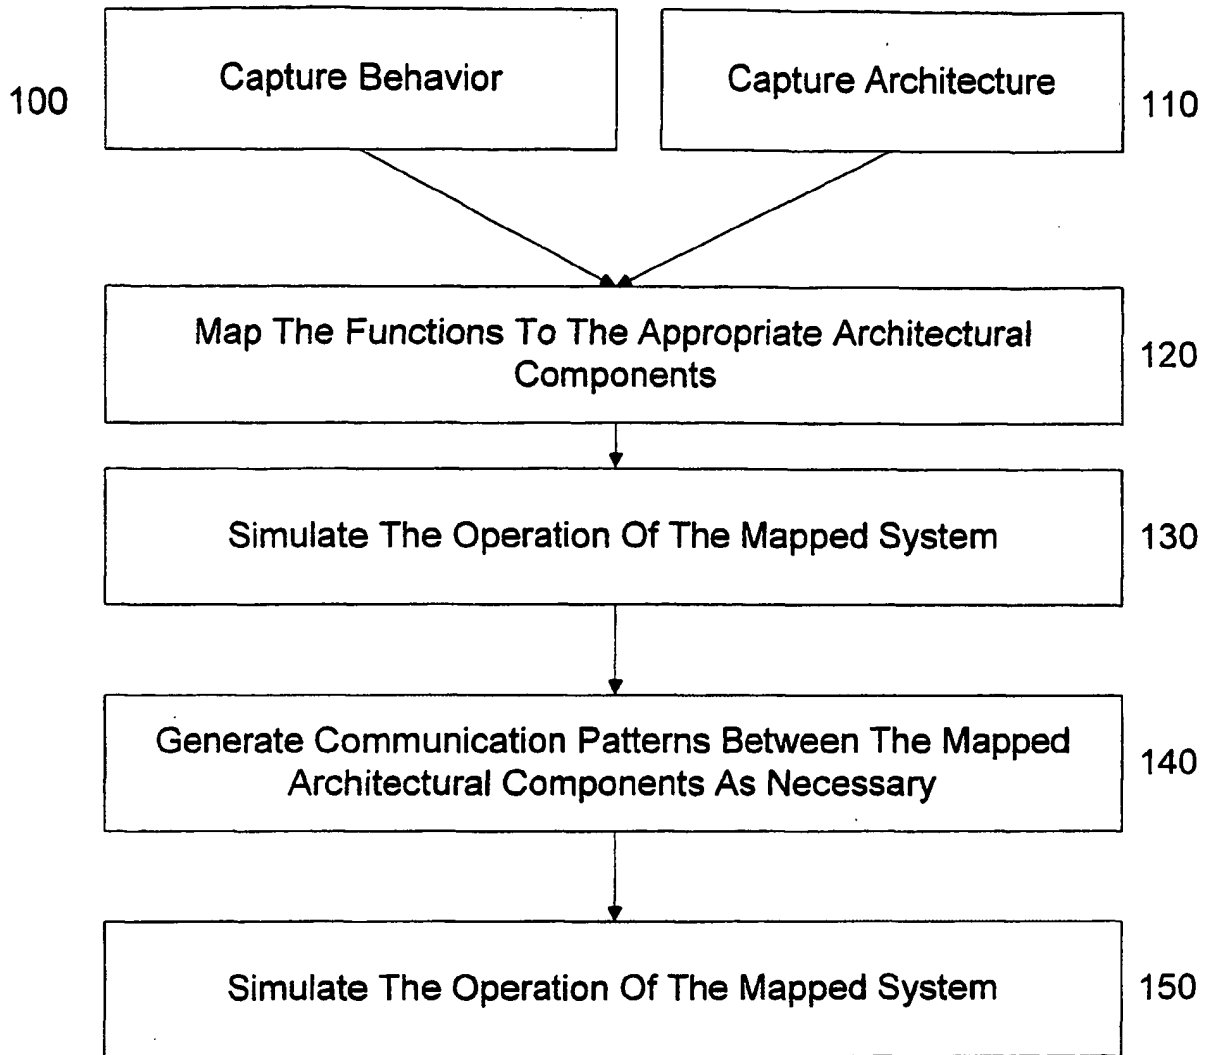 Capture Behavior
Capture Architecture
100
110
Map The Functions To The Appropriate Architectural
Components
120
Simulate The Operation Of The Mapped System
130
Generate Communication Patterns Between The Mapped
Architectural Components As Necessary
140
Simulate The Operation Of The Mapped System
150